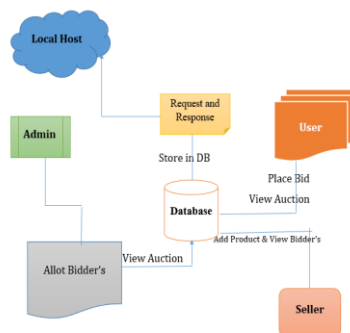 Local Host
Request and
Response
User
Admin
Store in DB
Place Bid
View Auction
Database
Add Product & View Bidder's
View Auction
Allot Bidder's
Seller